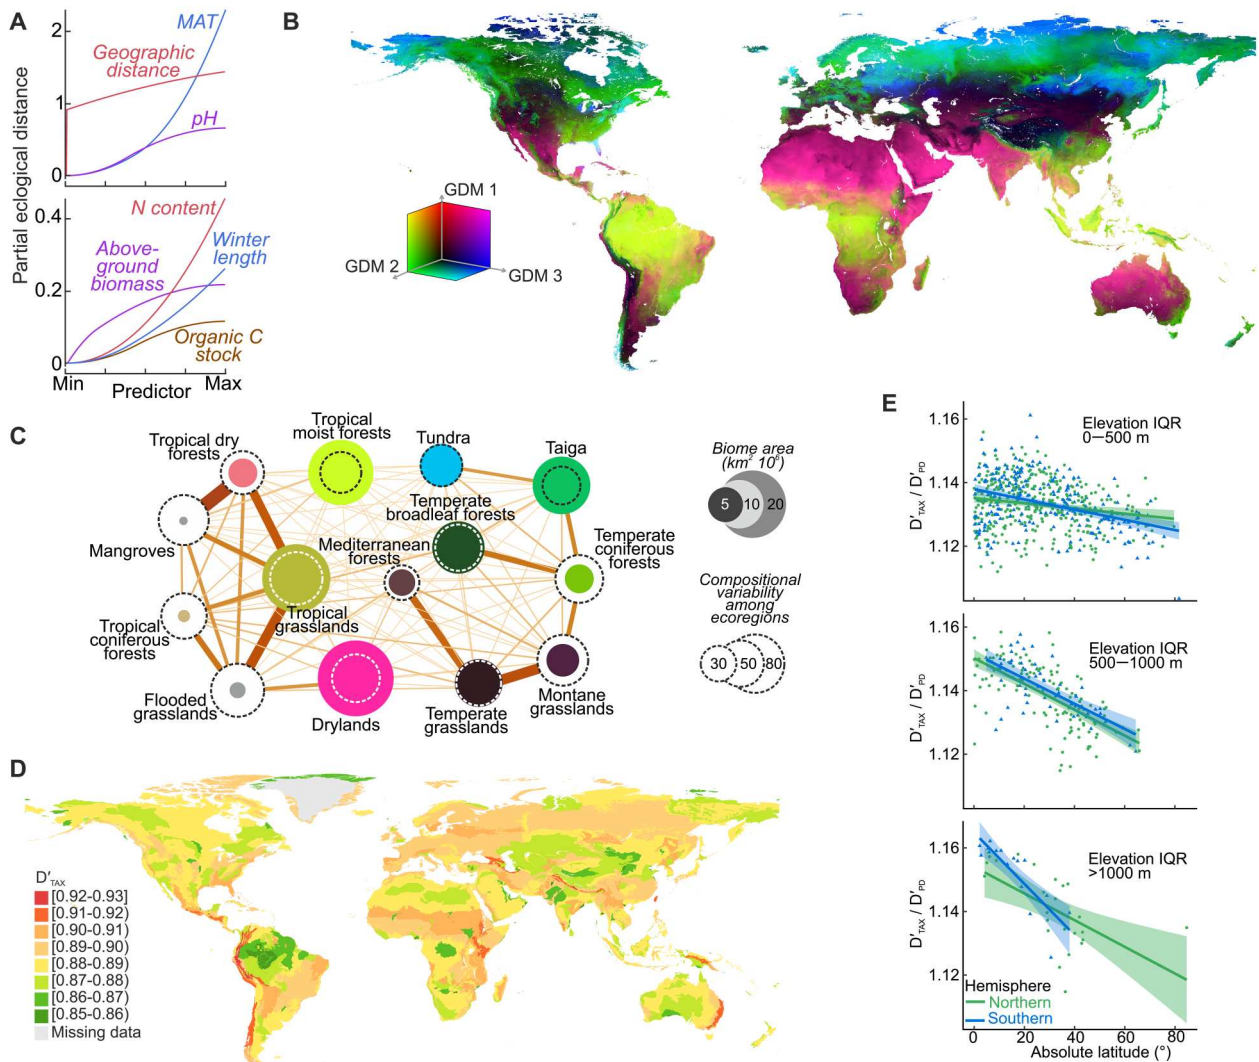 A
Partial eclogical distance
2
1
0
MAT
Geographic
distance
pH
0.4
0.2
0
N content
Above-
ground
biomass
Winter
length
Organic C
stock
Min
Predictor
Max
B
GDM 1
GDM 2
GDM 3
C
Tropical dry
forests
Tropical
moist forests
Tundra
Taiga
Mangroves
Temperate
broadleaf forests
Mediterranean
forests
Temperate
coniferous
forests
Tropical
coniferous
forests
Tropical
grasslands
Flooded
grasslands
Drylands
Temperate
grasslands
Montane
grasslands
Biome area
(km² 10⁶)
5
10
20
Compositional
variability
among
ecoregions
30
50
80
D
D'TAX
[0.92-0.93]
[0.91-0.92)
[0.90-0.91)
[0.89-0.90)
[0.88-0.89)
[0.87-0.88)
[0.86-0.87)
[0.85-0.86)
Missing data
E
D'TAX / D'PD
1.16
1.14
1.12
Elevation IQR
0—500 m
D'TAX / D'PD
1.16
1.14
1.12
Elevation IQR
500—1000 m
D'TAX / D'PD
1.16
1.14
1.12
Elevation IQR
>1000 m
Hemisphere
Northern
Southern
0 20 40 60 80
Absolute latitude (°)